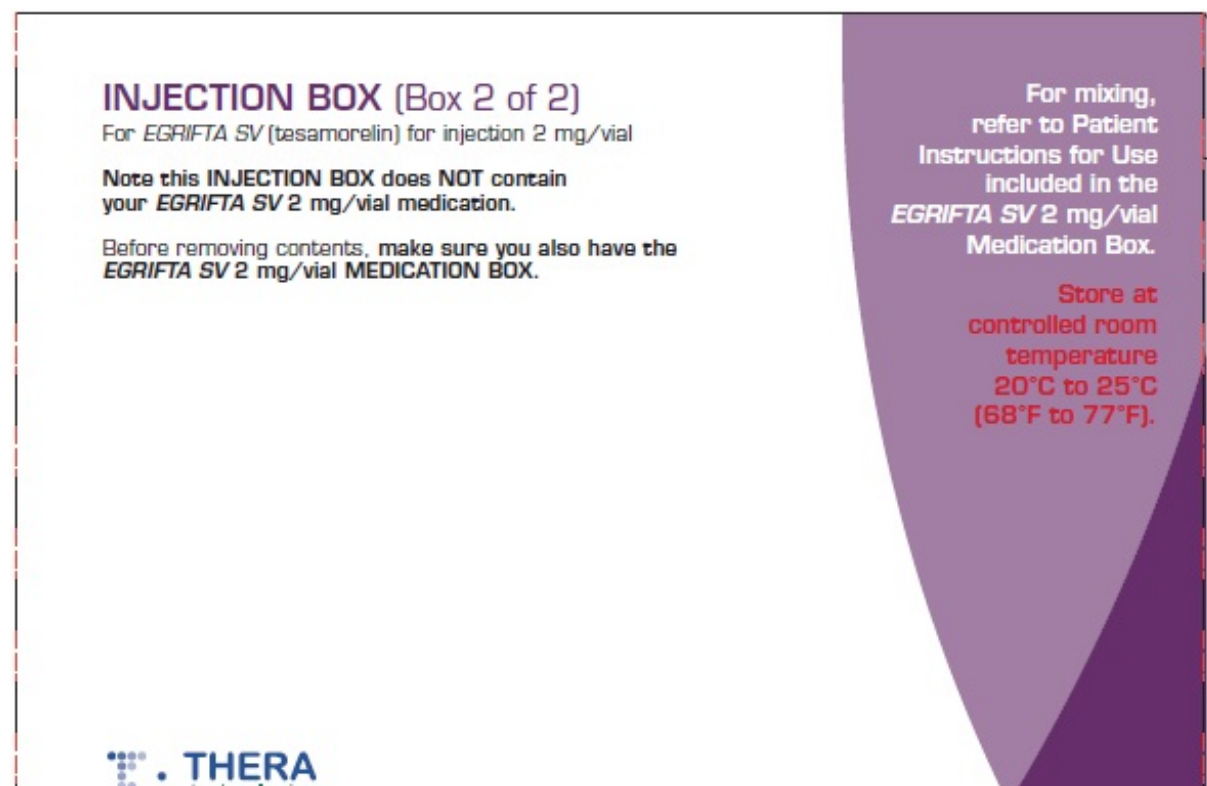 INJECTION BOX (Box 2 of 2)
For EGRIFTA SV (tesamorelin) for injection 2 mg/vial
Note this INJECTION BOX does NOT contain
your EGRIFTA SV 2 mg/vial medication.
Before removing contents, make sure you also have the
EGRIFTA SV 2 mg/vial MEDICATION BOX.
For mixing,
refer to Patient
Instructions for Use
included in the
EGRIFTA SV 2 mg/vial
Medication Box.
Store at
controlled room
temperature
20°C to 25°C
(68°F to 77°F).
THERA